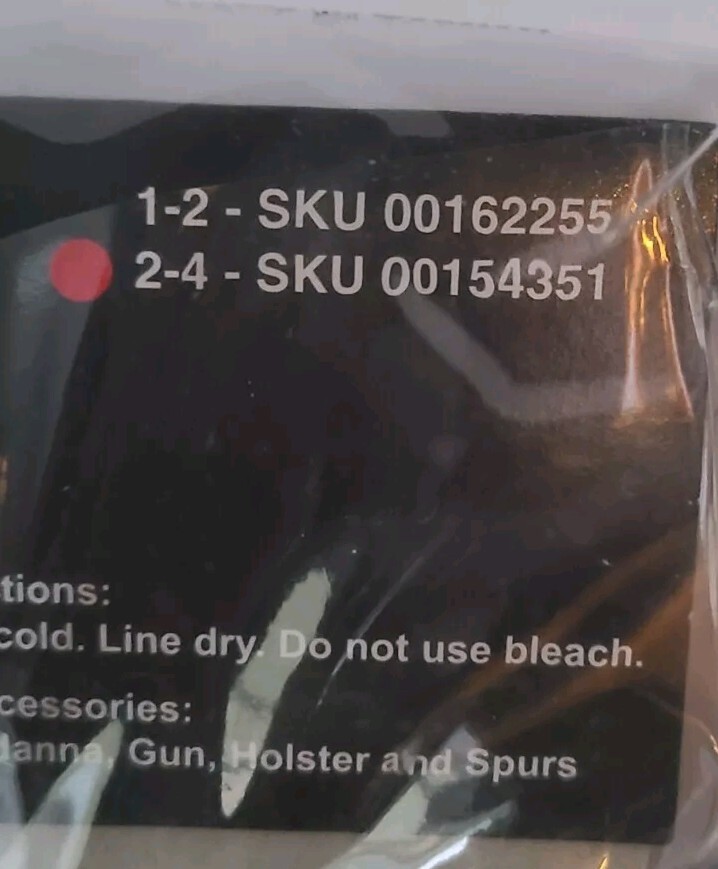 1-2 - SKU 00162255
2-4 - SKU 00154351
tions:
cold. Line dry. Do not use bleach.
cessories:
danna, Gun, Holster and Spurs